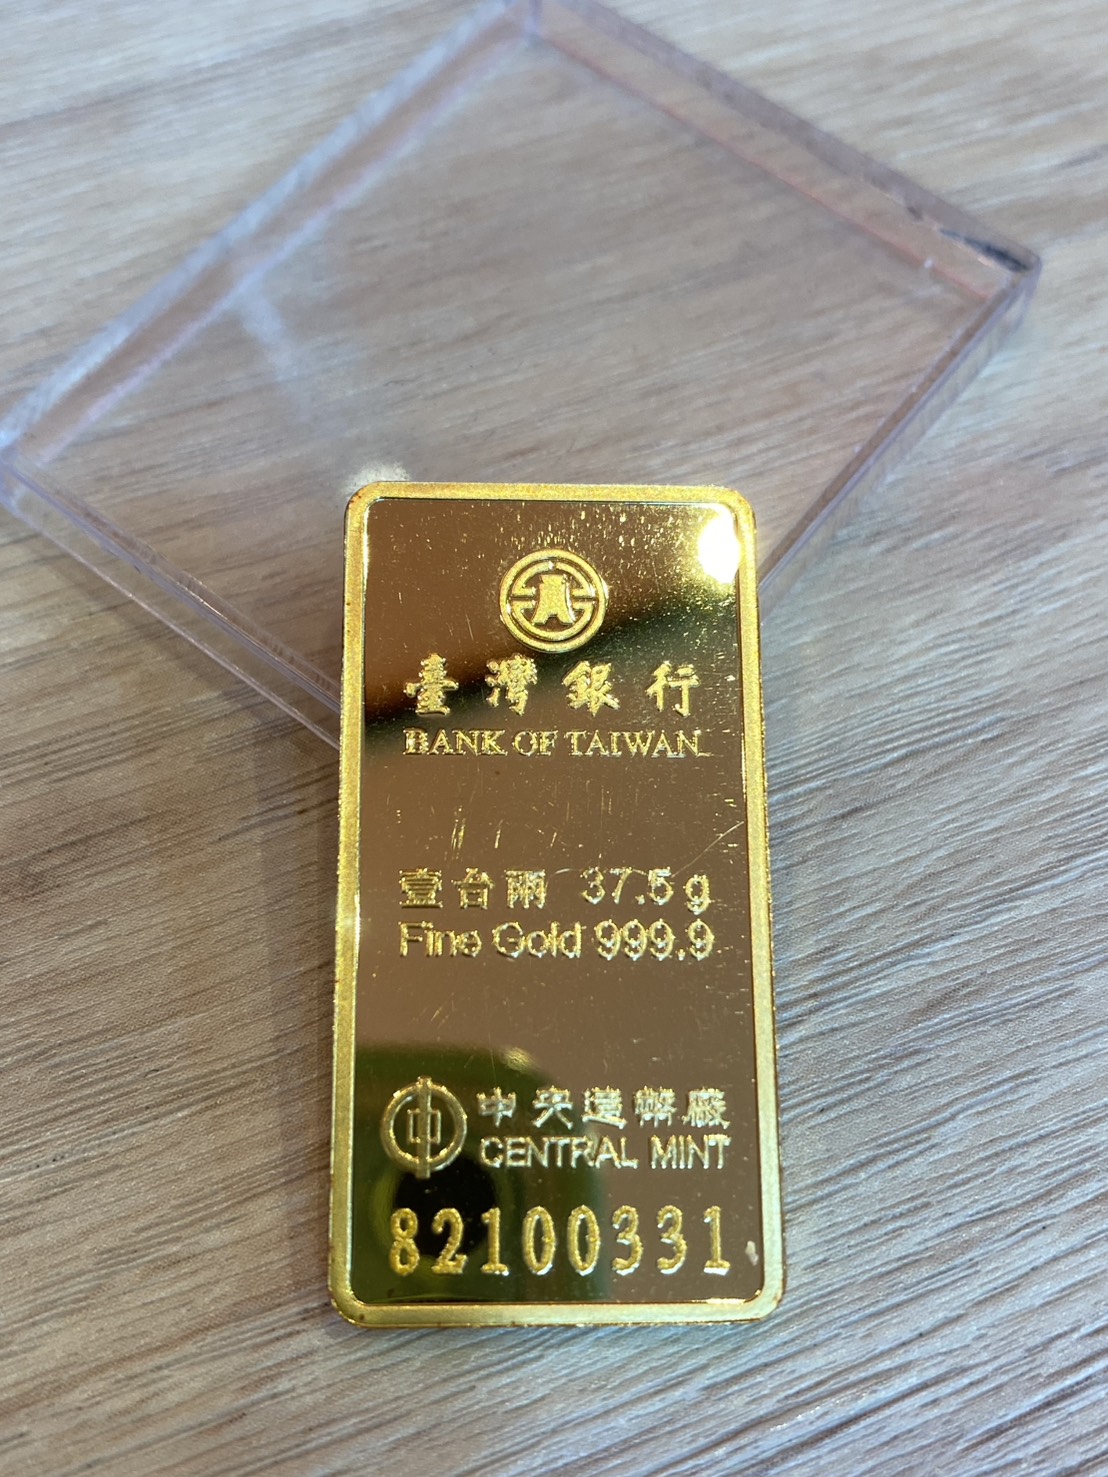 臺灣銀行
BANK OF TAIWAN
壹台兩 37.5g
Fine Gold 999.9
中央造幣廠
CENTRAL MINT
82100331